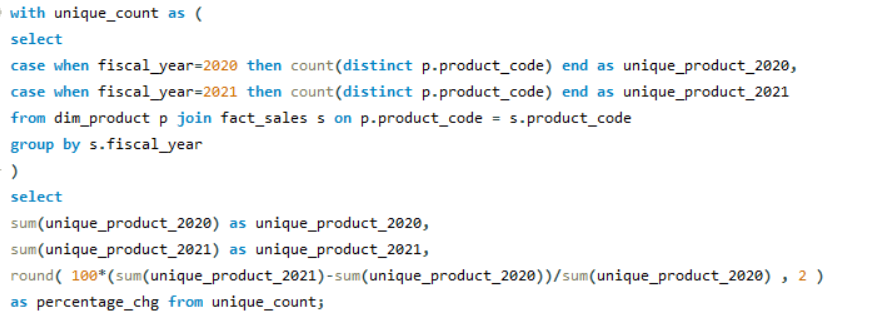 with unique_count as (
select
case when fiscal_year=2020 then count(distinct p.product_code) end as unique_product_2020,
case when fiscal_year=2021 then count(distinct p.product_code) end as unique_product_2021
from dim_product p join fact_sales s on p.product_code = s.product_code
group by s.fiscal_year
)
select
sum(unique_product_2020) as unique_product_2020,
sum(unique_product_2021) as unique_product_2021,
round( 100*(sum(unique_product_2021)-sum(unique_product_2020))/sum(unique_product_2020) , 2 )
as percentage_chg from unique_count;